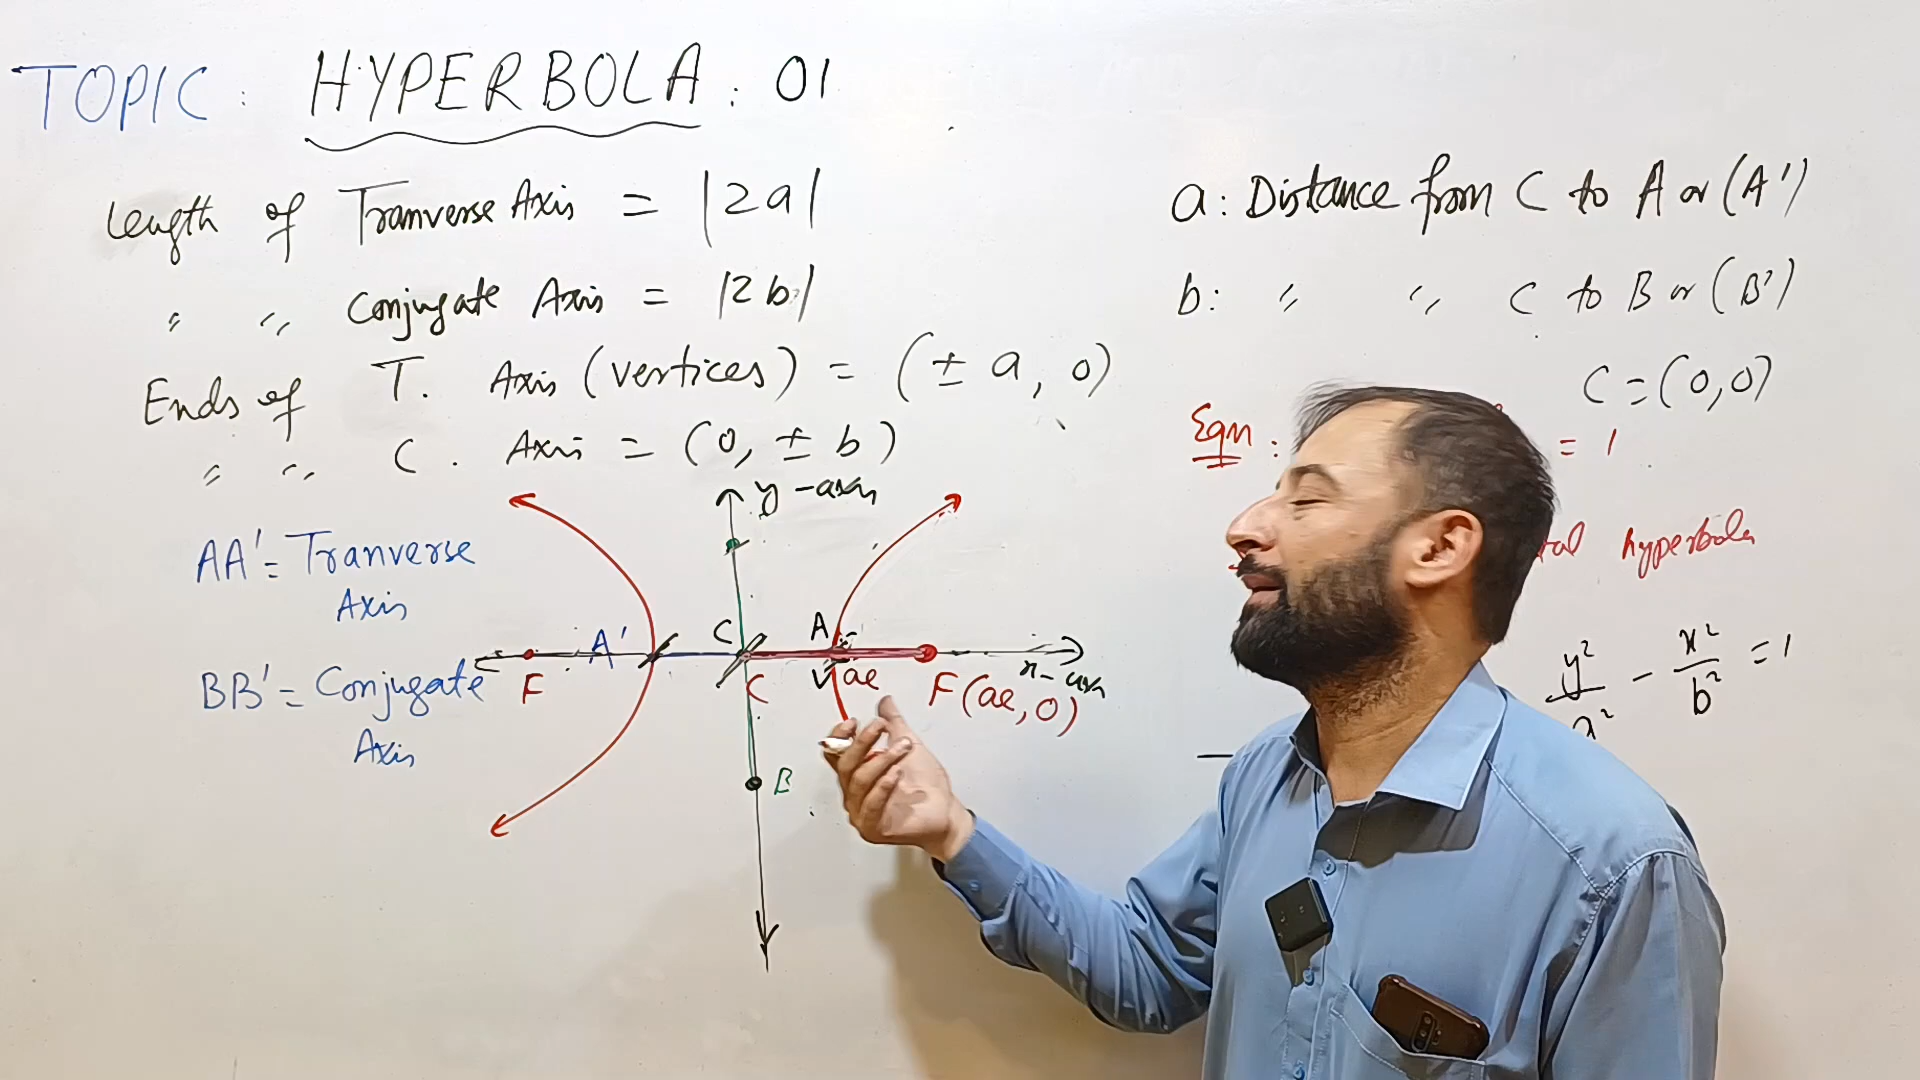 TOPIC : HYPERBOLA : 01
Length of Tranverse Axis = |2a|
" " Conjugate Axis = |2b|
Ends of T. Axis (vertices) = (± a, 0)
" " C. Axis = (0, ± b)
AA' = Tranverse
Axis
BB' = Conjugate
Axis
y-axis
A'
C
A
F
C
V
ae
F(ae, 0)
x-axis
B
a: Distance from C to A or (A')
b: " " C to B or (B')
C = (0,0)
Eqn : = 1
hyperbola
y²/a² - x²/b² = 1